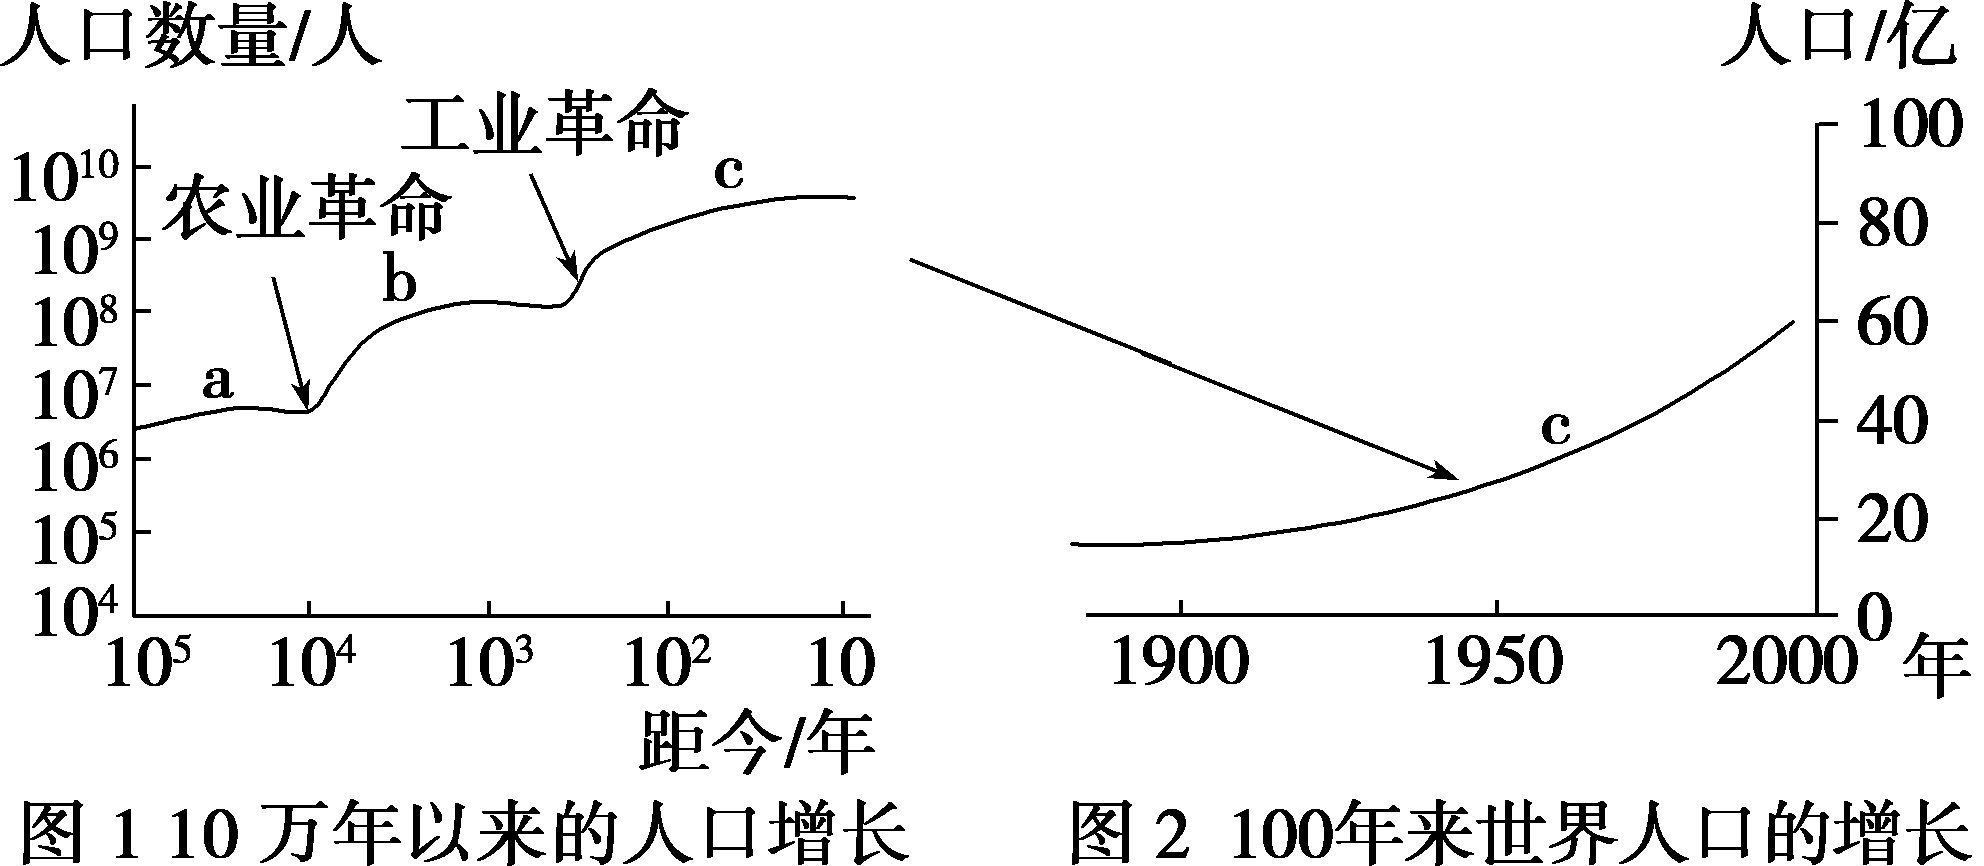 人口数量/人
工业革命
c
10¹⁰
农业革命
10⁹
b
10⁸
a
10⁷
10⁶
10⁵
10⁴
10⁵ 10⁴ 10³ 10² 10
距今/年
图 1 10 万年以来的人口增长
人口/亿
100
80
60
c
40
20
0
1900 1950 2000 年
图 2 100年来世界人口的增长